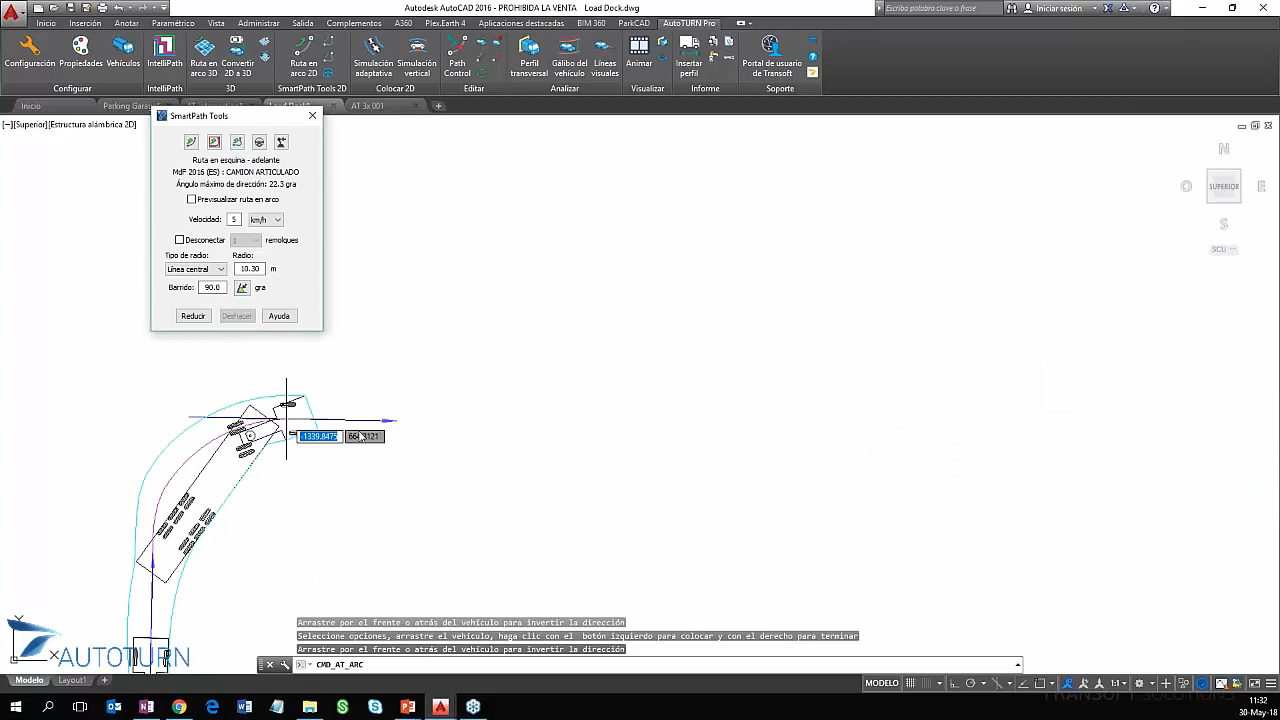 Autodesk AutoCAD 2016 - PROHIBIDA LA VENTA Load Dock.dwg
Escriba palabra clave o frase
Iniciar sesión
Inicio Inserción Anotar Paramétrico Vista Administrar Salida Complementos A360 Plex.Earth 4 Aplicaciones destacadas BIM 360 ParkCAD AutoTURN Pro
Configuración Propiedades Vehículos IntelliPath Ruta en arco 3D Convertir 2D a 3D Ruta en arco 2D Simulación adaptativa Simulación vertical Path Control Perfil transversal Gálibo del vehículo Líneas visuales Animar Insertar perfil Portal de usuario de Transoft
Configurar IntelliPath 3D SmartPath Tools 2D Colocar 2D Editar Analizar Visualizar Informe Soporte
Inicio AT 3x 001
[−][Superior][Estructura alámbrica 2D]
SmartPath Tools
Ruta en esquina - adelante
MdF 2016 (ES) : CAMION ARTICULADO
Ángulo máximo de dirección: 22.3 gra
Previsualizar ruta en arco
Velocidad: 5 km/h
Desconectar 1 remolques
Tipo de radio: Radio:
Línea central 10.30 m
Barrido: 90.0 gra
Reducir Deshacer Ayuda
N
O SUPERIOR E
S
SCU
-1339.8475
Arrastre por el frente o atrás del vehículo para invertir la dirección
Seleccione opciones, arrastre el vehículo, haga clic con el botón izquierdo para colocar y con el derecho para terminar
Arrastre por el frente o atrás del vehículo para invertir la dirección
CMD_AT_ARC
AUTOTURN
Modelo Layout1 +
MODELO 1:1
TRANSOFT SOLUTIONS
11:32
30-May-18